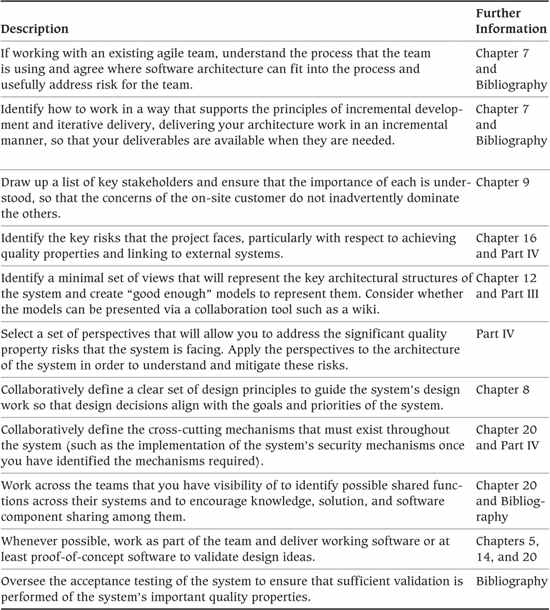 Description
Further
Information
If working with an existing agile team, understand the process that the team
is using and agree where software architecture can fit into the process and
usefully address risk for the team.
Chapter 7
and
Bibliography
Identify how to work in a way that supports the principles of incremental develop-
ment and iterative delivery, delivering your architecture work in an incremental
manner, so that your deliverables are available when they are needed.
Chapter 7
and
Bibliography
Draw up a list of key stakeholders and ensure that the importance of each is under-
stood, so that the concerns of the on-site customer do not inadvertently dominate
the others.
Chapter 9
Identify the key risks that the project faces, particularly with respect to achieving
quality properties and linking to external systems.
Chapter 16
and Part IV
Identify a minimal set of views that will represent the key architectural structures of
the system and create “good enough” models to represent them. Consider whether
the models can be presented via a collaboration tool such as a wiki.
Chapter 12
and Part III
Select a set of perspectives that will allow you to address the significant quality
property risks that the system is facing. Apply the perspectives to the architecture
of the system in order to understand and mitigate these risks.
Part IV
Collaboratively define a clear set of design principles to guide the system’s design
work so that design decisions align with the goals and priorities of the system.
Chapter 8
Collaboratively define the cross-cutting mechanisms that must exist throughout
the system (such as the implementation of the system’s security mechanisms once
you have identified the mechanisms required).
Chapter 20
and Part IV
Work across the teams that you have visibility of to identify possible shared func-
tions across their systems and to encourage knowledge, solution, and software
component sharing among them.
Chapter 20
and Bibliog-
raphy
Whenever possible, work as part of the team and deliver working software or at
least proof-of-concept software to validate design ideas.
Chapters 5,
14, and 20
Oversee the acceptance testing of the system to ensure that sufficient validation is
performed of the system’s important quality properties.
Bibliography